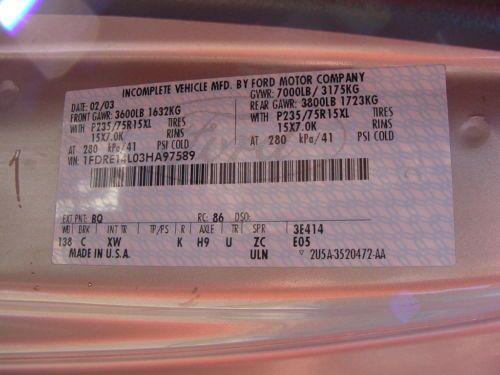 INCOMPLETE VEHICLE MFD. BY FORD MOTOR COMPANY
DATE: 02/03 GVWR: 7000LB / 3175KG
FRONT GAWR: 3600LB 1632KG REAR GAWR: 3800LB 1723KG
WITH P235/75R15XL TIRES WITH P235/75R15XL TIRES
15X7.0K RIMS 15X7.0K RIMS
AT 280 kPa/41 PSI COLD AT 280 kPa/41 PSI COLD
VIN: 1FDRE14L03HA97589
EXT PNT: BQ RC: 86 DSO:
WB BRK INT TR TP/PS R AXLE TR SPR 3E414
138 C XW K H9 U ZC E05
MADE IN U.S.A. ULN 2U5A-3520472-AA
1